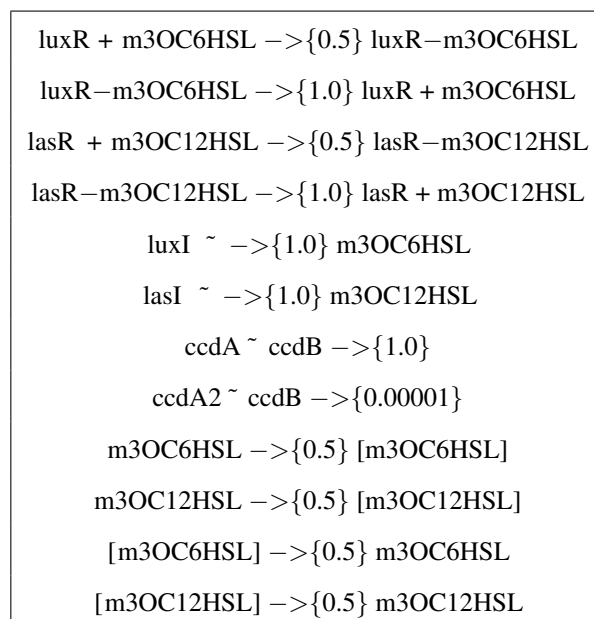 luxR + m3OC6HSL −>{0.5} luxR−m3OC6HSL
luxR−m3OC6HSL −>{1.0} luxR + m3OC6HSL
lasR + m3OC12HSL −>{0.5} lasR−m3OC12HSL
lasR−m3OC12HSL −>{1.0} lasR + m3OC12HSL
luxI ~ −>{1.0} m3OC6HSL
lasI ~ −>{1.0} m3OC12HSL
ccdA ~ ccdB −>{1.0}
ccdA2 ~ ccdB −>{0.00001}
m3OC6HSL −>{0.5} [m3OC6HSL]
m3OC12HSL −>{0.5} [m3OC12HSL]
[m3OC6HSL] −>{0.5} m3OC6HSL
[m3OC12HSL] −>{0.5} m3OC12HSL